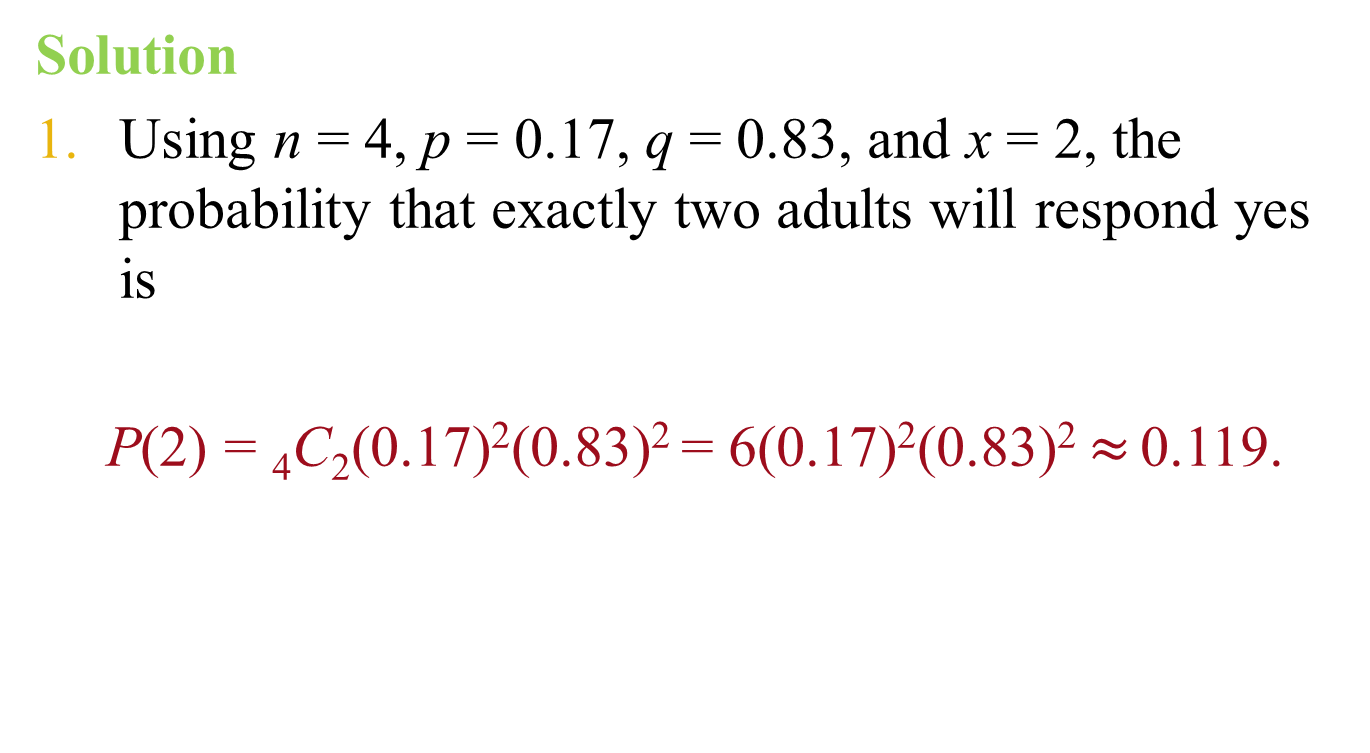 Solution
1. Using n = 4, p = 0.17, q = 0.83, and x = 2, the
probability that exactly two adults will respond yes
is
P(2) = ₄C₂(0.17)²(0.83)² = 6(0.17)²(0.83)² ≈ 0.119.